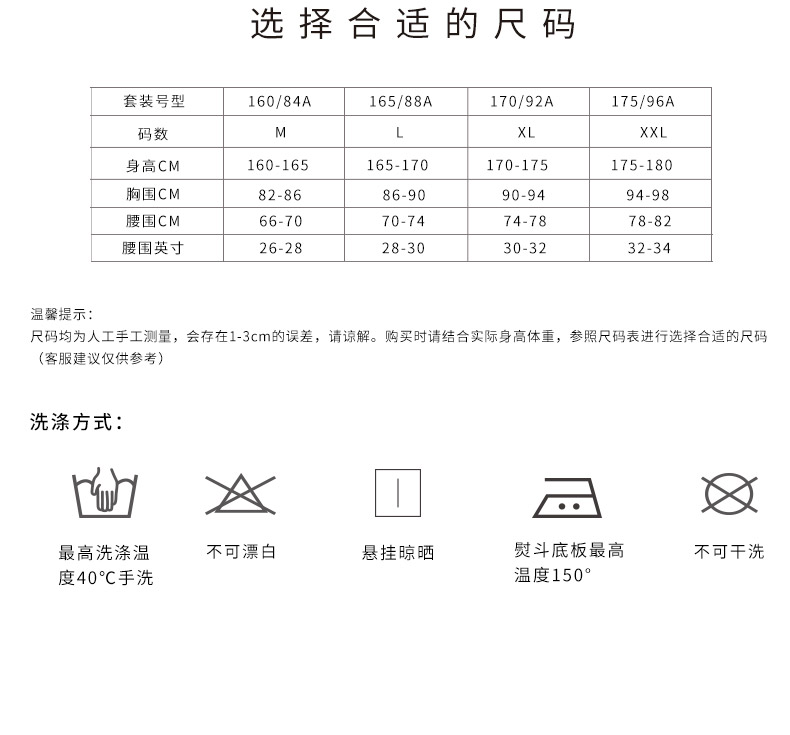 选择合适的尺码
套装号型 160/84A 165/88A 170/92A 175/96A
码数 M L XL XXL
身高CM 160-165 165-170 170-175 175-180
胸围CM 82-86 86-90 90-94 94-98
腰围CM 66-70 70-74 74-78 78-82
腰围英寸 26-28 28-30 30-32 32-34
温馨提示：
尺码均为人工手工测量，会存在1-3cm的误差，请谅解。购买时请结合实际身高体重，参照尺码表进行选择合适的尺码
（客服建议仅供参考）
洗涤方式：
最高洗涤温
度40℃手洗
不可漂白
悬挂晾晒
熨斗底板最高
温度150°
不可干洗